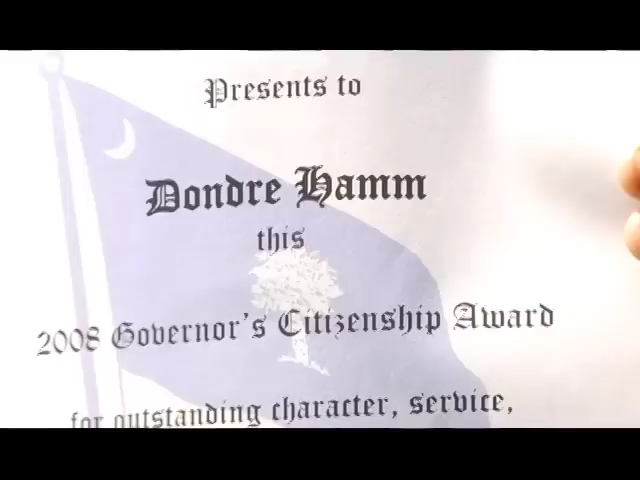 Presents to
Dondre Hamm
this
2008 Governor's Citizenship Award
for outstanding character, service,